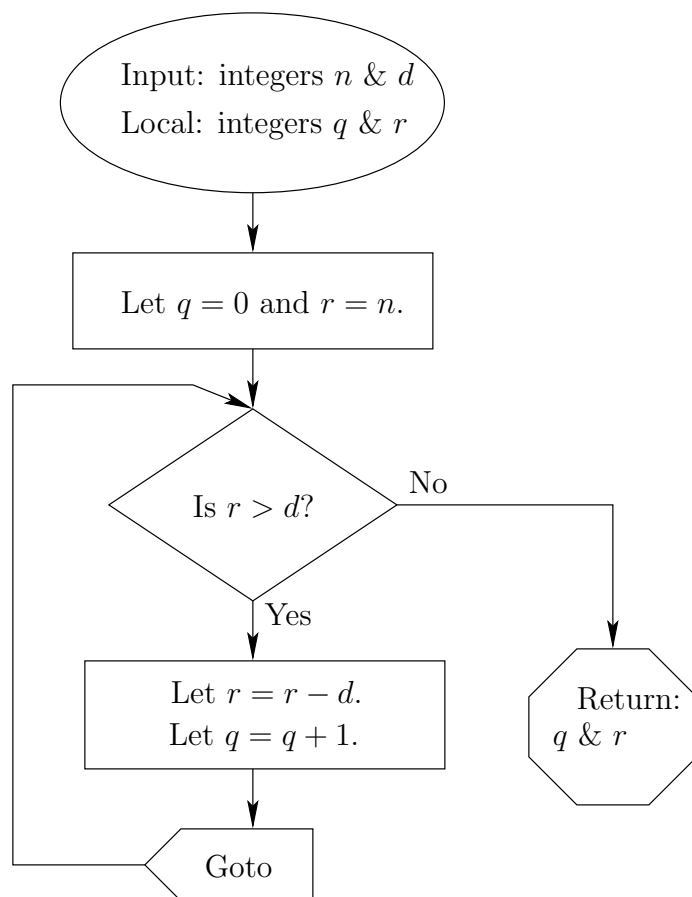 Input: integers n & d
Local: integers q & r
Let q = 0 and r = n.
Is r > d?
No
Yes
Let r = r − d.
Let q = q + 1.
Return:
q & r
Goto